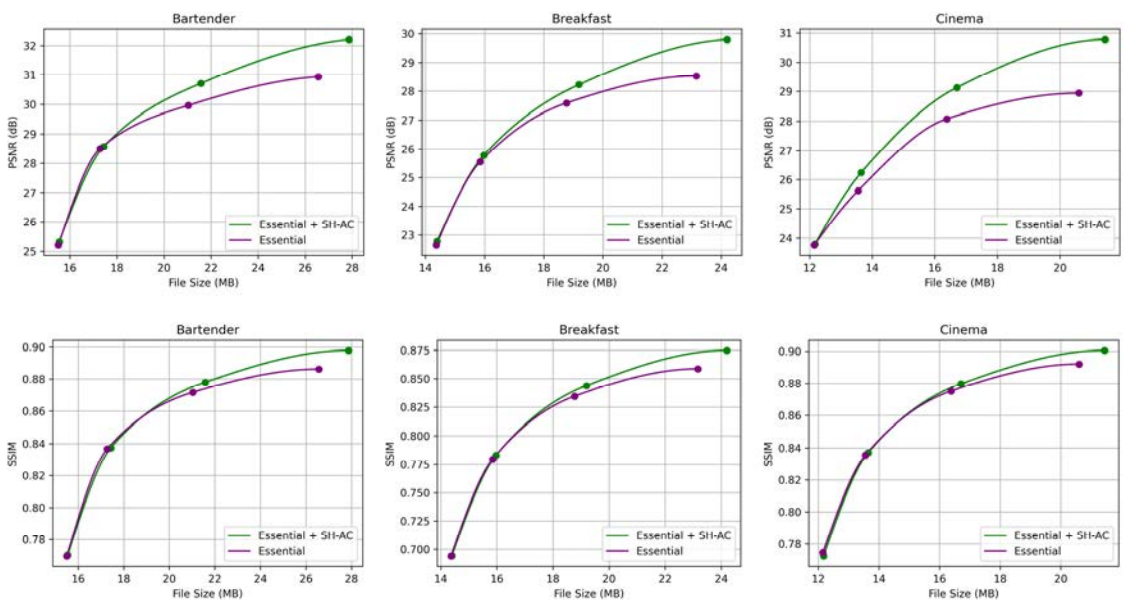 Bartender
PSNR (dB)
32
31
30
29
28
27
26
25
16
18
20
22
24
26
28
File Size (MB)
Essential + SH-AC
Essential
Breakfast
PSNR (dB)
30
29
28
27
26
25
24
23
14
16
18
20
22
24
File Size (MB)
Essential + SH-AC
Essential
Cinema
PSNR (dB)
31
30
29
28
27
26
25
24
12
14
16
18
20
File Size (MB)
Essential + SH-AC
Essential
Bartender
SSIM
0.90
0.88
0.86
0.84
0.82
0.80
0.78
16
18
20
22
24
26
28
File Size (MB)
Essential + SH-AC
Essential
Breakfast
SSIM
0.875
0.850
0.825
0.800
0.775
0.750
0.725
0.700
14
16
18
20
22
24
File Size (MB)
Essential + SH-AC
Essential
Cinema
SSIM
0.90
0.88
0.86
0.84
0.82
0.80
0.78
12
14
16
18
20
File Size (MB)
Essential + SH-AC
Essential